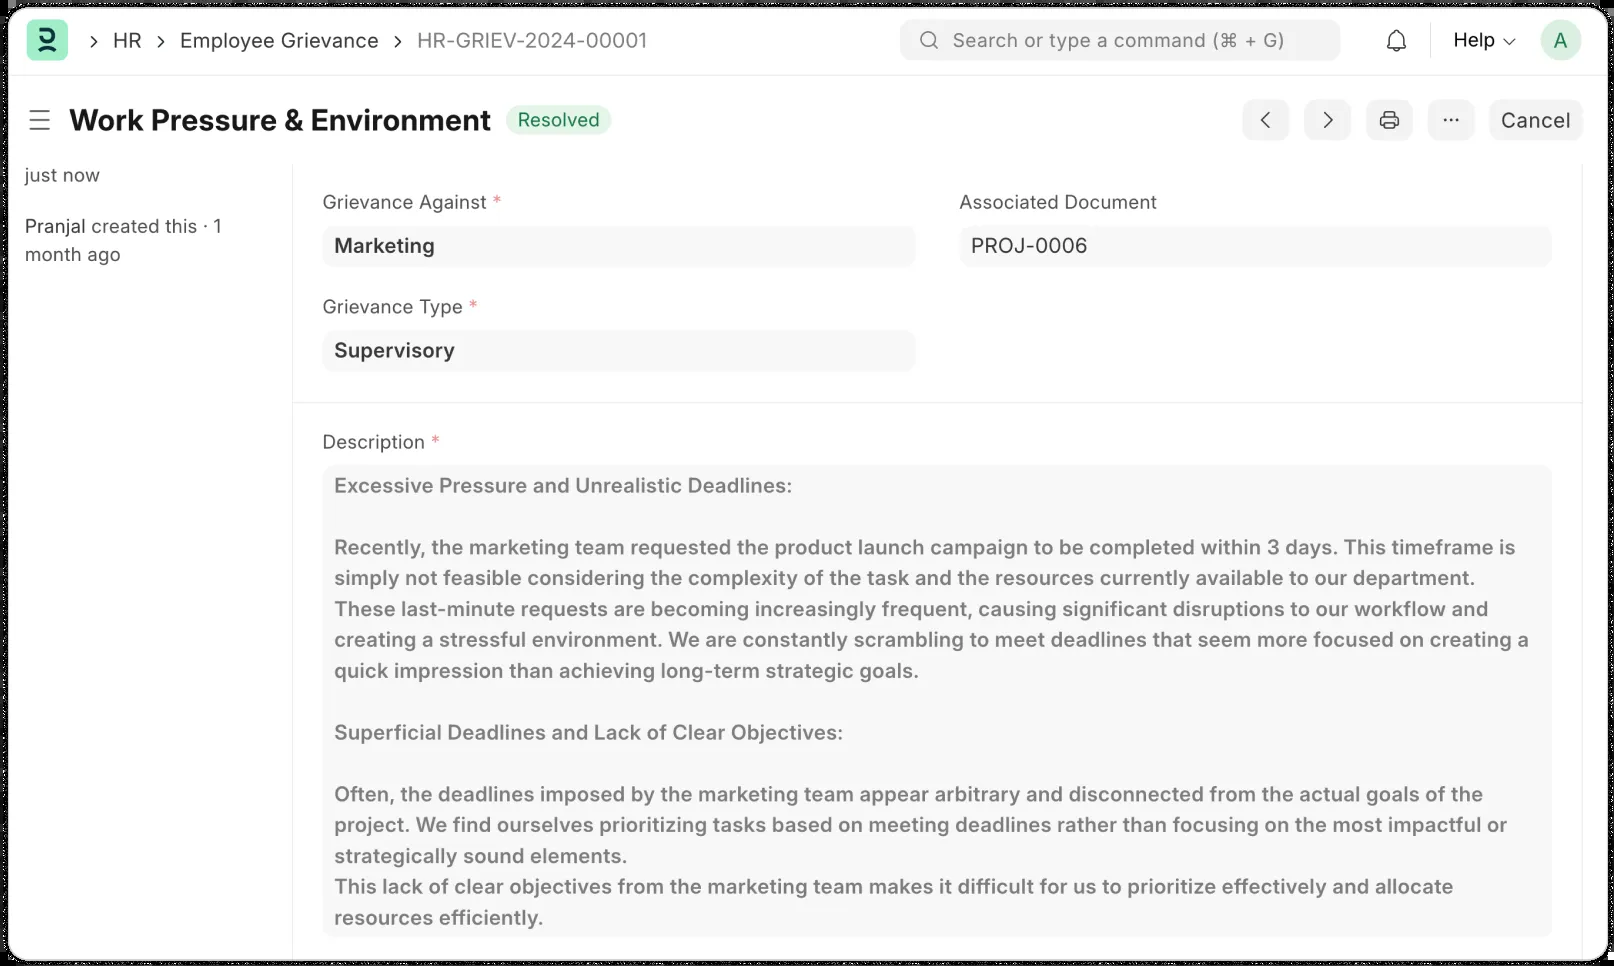 HR
Employee Grievance
HR-GRIEV-2024-00001
Search or type a command (⌘ + G)
Help
A
Work Pressure & Environment
Resolved
Cancel
just now
Pranjal created this · 1
month ago
Grievance Against *
Marketing
Associated Document
PROJ-0006
Grievance Type *
Supervisory
Description *
Excessive Pressure and Unrealistic Deadlines:
Recently, the marketing team requested the product launch campaign to be completed within 3 days. This timeframe is
simply not feasible considering the complexity of the task and the resources currently available to our department.
These last-minute requests are becoming increasingly frequent, causing significant disruptions to our workflow and
creating a stressful environment. We are constantly scrambling to meet deadlines that seem more focused on creating a
quick impression than achieving long-term strategic goals.
Superficial Deadlines and Lack of Clear Objectives:
Often, the deadlines imposed by the marketing team appear arbitrary and disconnected from the actual goals of the
project. We find ourselves prioritizing tasks based on meeting deadlines rather than focusing on the most impactful or
strategically sound elements.
This lack of clear objectives from the marketing team makes it difficult for us to prioritize effectively and allocate
resources efficiently.